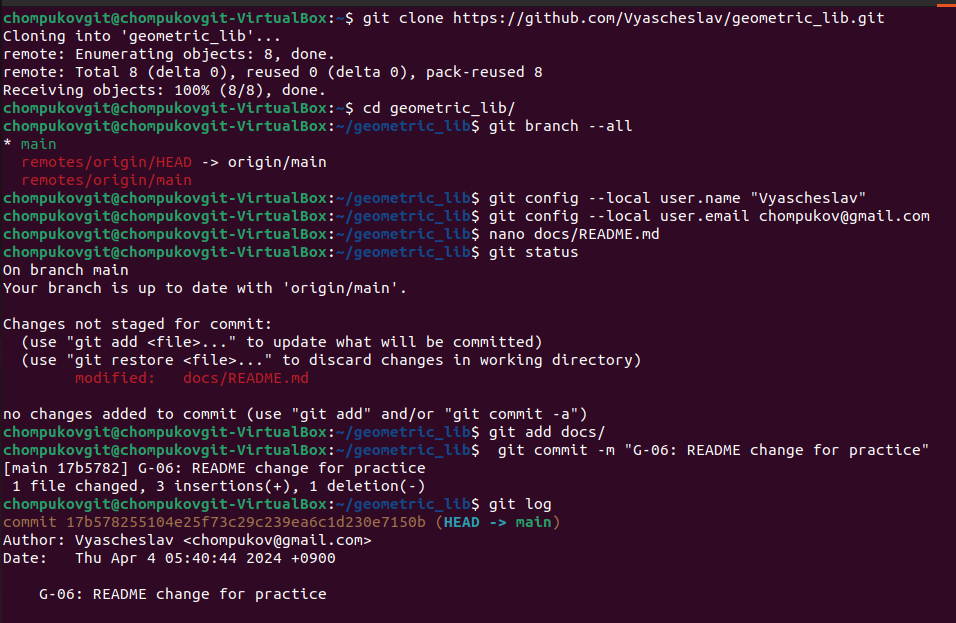 chompukovgit@chompukovgit-VirtualBox:~$ git clone https://github.com/Vyascheslav/geometric_lib.git
Cloning into 'geometric_lib'...
remote: Enumerating objects: 8, done.
remote: Total 8 (delta 0), reused 0 (delta 0), pack-reused 8
Receiving objects: 100% (8/8), done.
chompukovgit@chompukovgit-VirtualBox:~$ cd geometric_lib/
chompukovgit@chompukovgit-VirtualBox:~/geometric_lib$ git branch --all
* main
  remotes/origin/HEAD -> origin/main
  remotes/origin/main
chompukovgit@chompukovgit-VirtualBox:~/geometric_lib$ git config --local user.name "Vyascheslav"
chompukovgit@chompukovgit-VirtualBox:~/geometric_lib$ git config --local user.email chompukov@gmail.com
chompukovgit@chompukovgit-VirtualBox:~/geometric_lib$ nano docs/README.md
chompukovgit@chompukovgit-VirtualBox:~/geometric_lib$ git status
On branch main
Your branch is up to date with 'origin/main'.

Changes not staged for commit:
  (use "git add <file>..." to update what will be committed)
  (use "git restore <file>..." to discard changes in working directory)
        modified:   docs/README.md

no changes added to commit (use "git add" and/or "git commit -a")
chompukovgit@chompukovgit-VirtualBox:~/geometric_lib$ git add docs/
chompukovgit@chompukovgit-VirtualBox:~/geometric_lib$  git commit -m "G-06: README change for practice"
[main 17b5782] G-06: README change for practice
 1 file changed, 3 insertions(+), 1 deletion(-)
chompukovgit@chompukovgit-VirtualBox:~/geometric_lib$ git log
commit 17b578255104e25f73c29c239ea6c1d230e7150b (HEAD -> main)
Author: Vyascheslav <chompukov@gmail.com>
Date:   Thu Apr 4 05:40:44 2024 +0900

    G-06: README change for practice